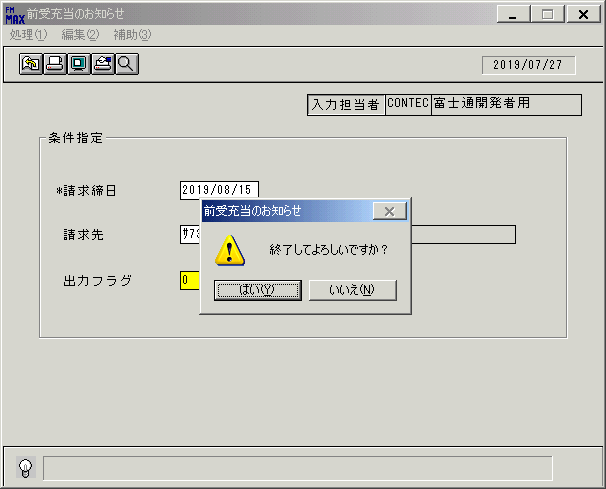 FM
MAX
前受充当のお知らせ
処理(1) 編集(2) 補助(3)
2019/07/27
入力担当者 CONTEC 富士通開発者用
条件指定
*請求締日 2019/08/15
前受充当のお知らせ
請求先
終了してよろしいですか?
出力フラグ 0
はい(Y) いいえ(N)